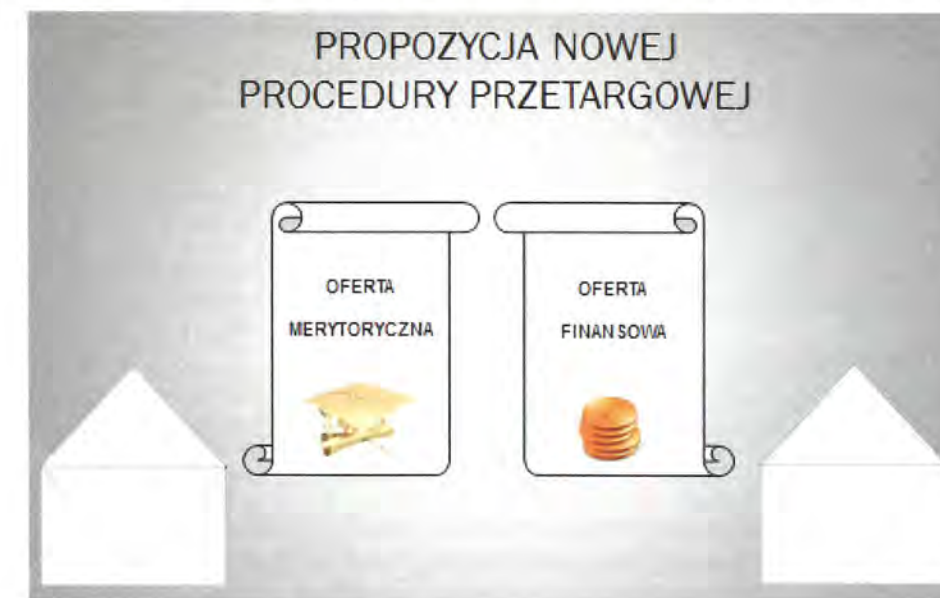 PROPOZYCJA NOWEJ
PROCEDURY PRZETARGOWEJ
OFERTA
MERYTORYCZNA
OFERTA
FINANSOWA